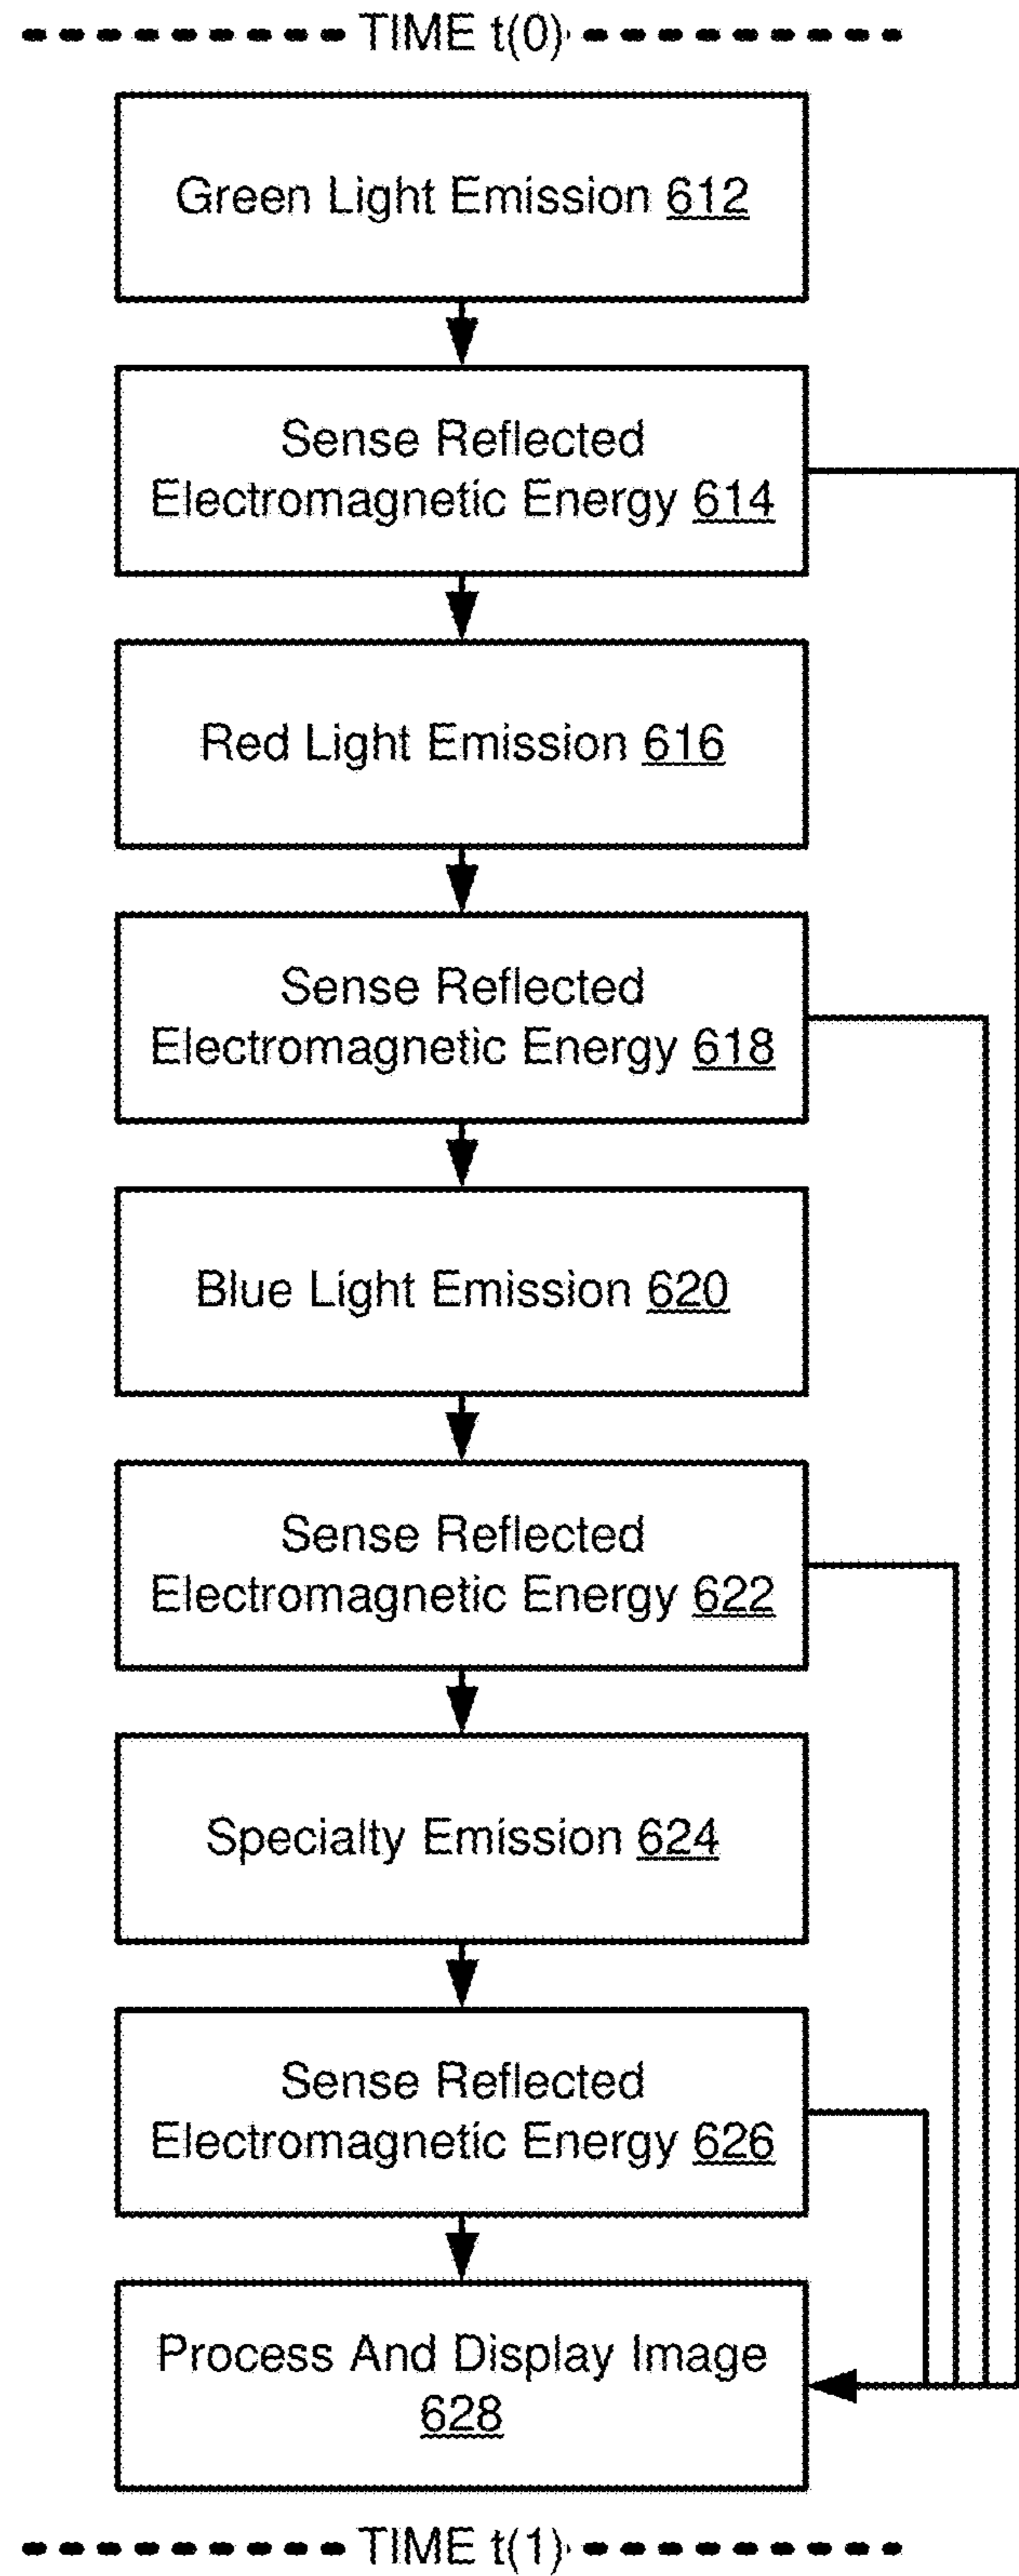 TIME t(0)
Green Light Emission 612
Sense Reflected
Electromagnetic Energy 614
Red Light Emission 616
Sense Reflected
Electromagnetic Energy 618
Blue Light Emission 620
Sense Reflected
Electromagnetic Energy 622
Specialty Emission 624
Sense Reflected
Electromagnetic Energy 626
Process And Display Image
628
TIME t(1)